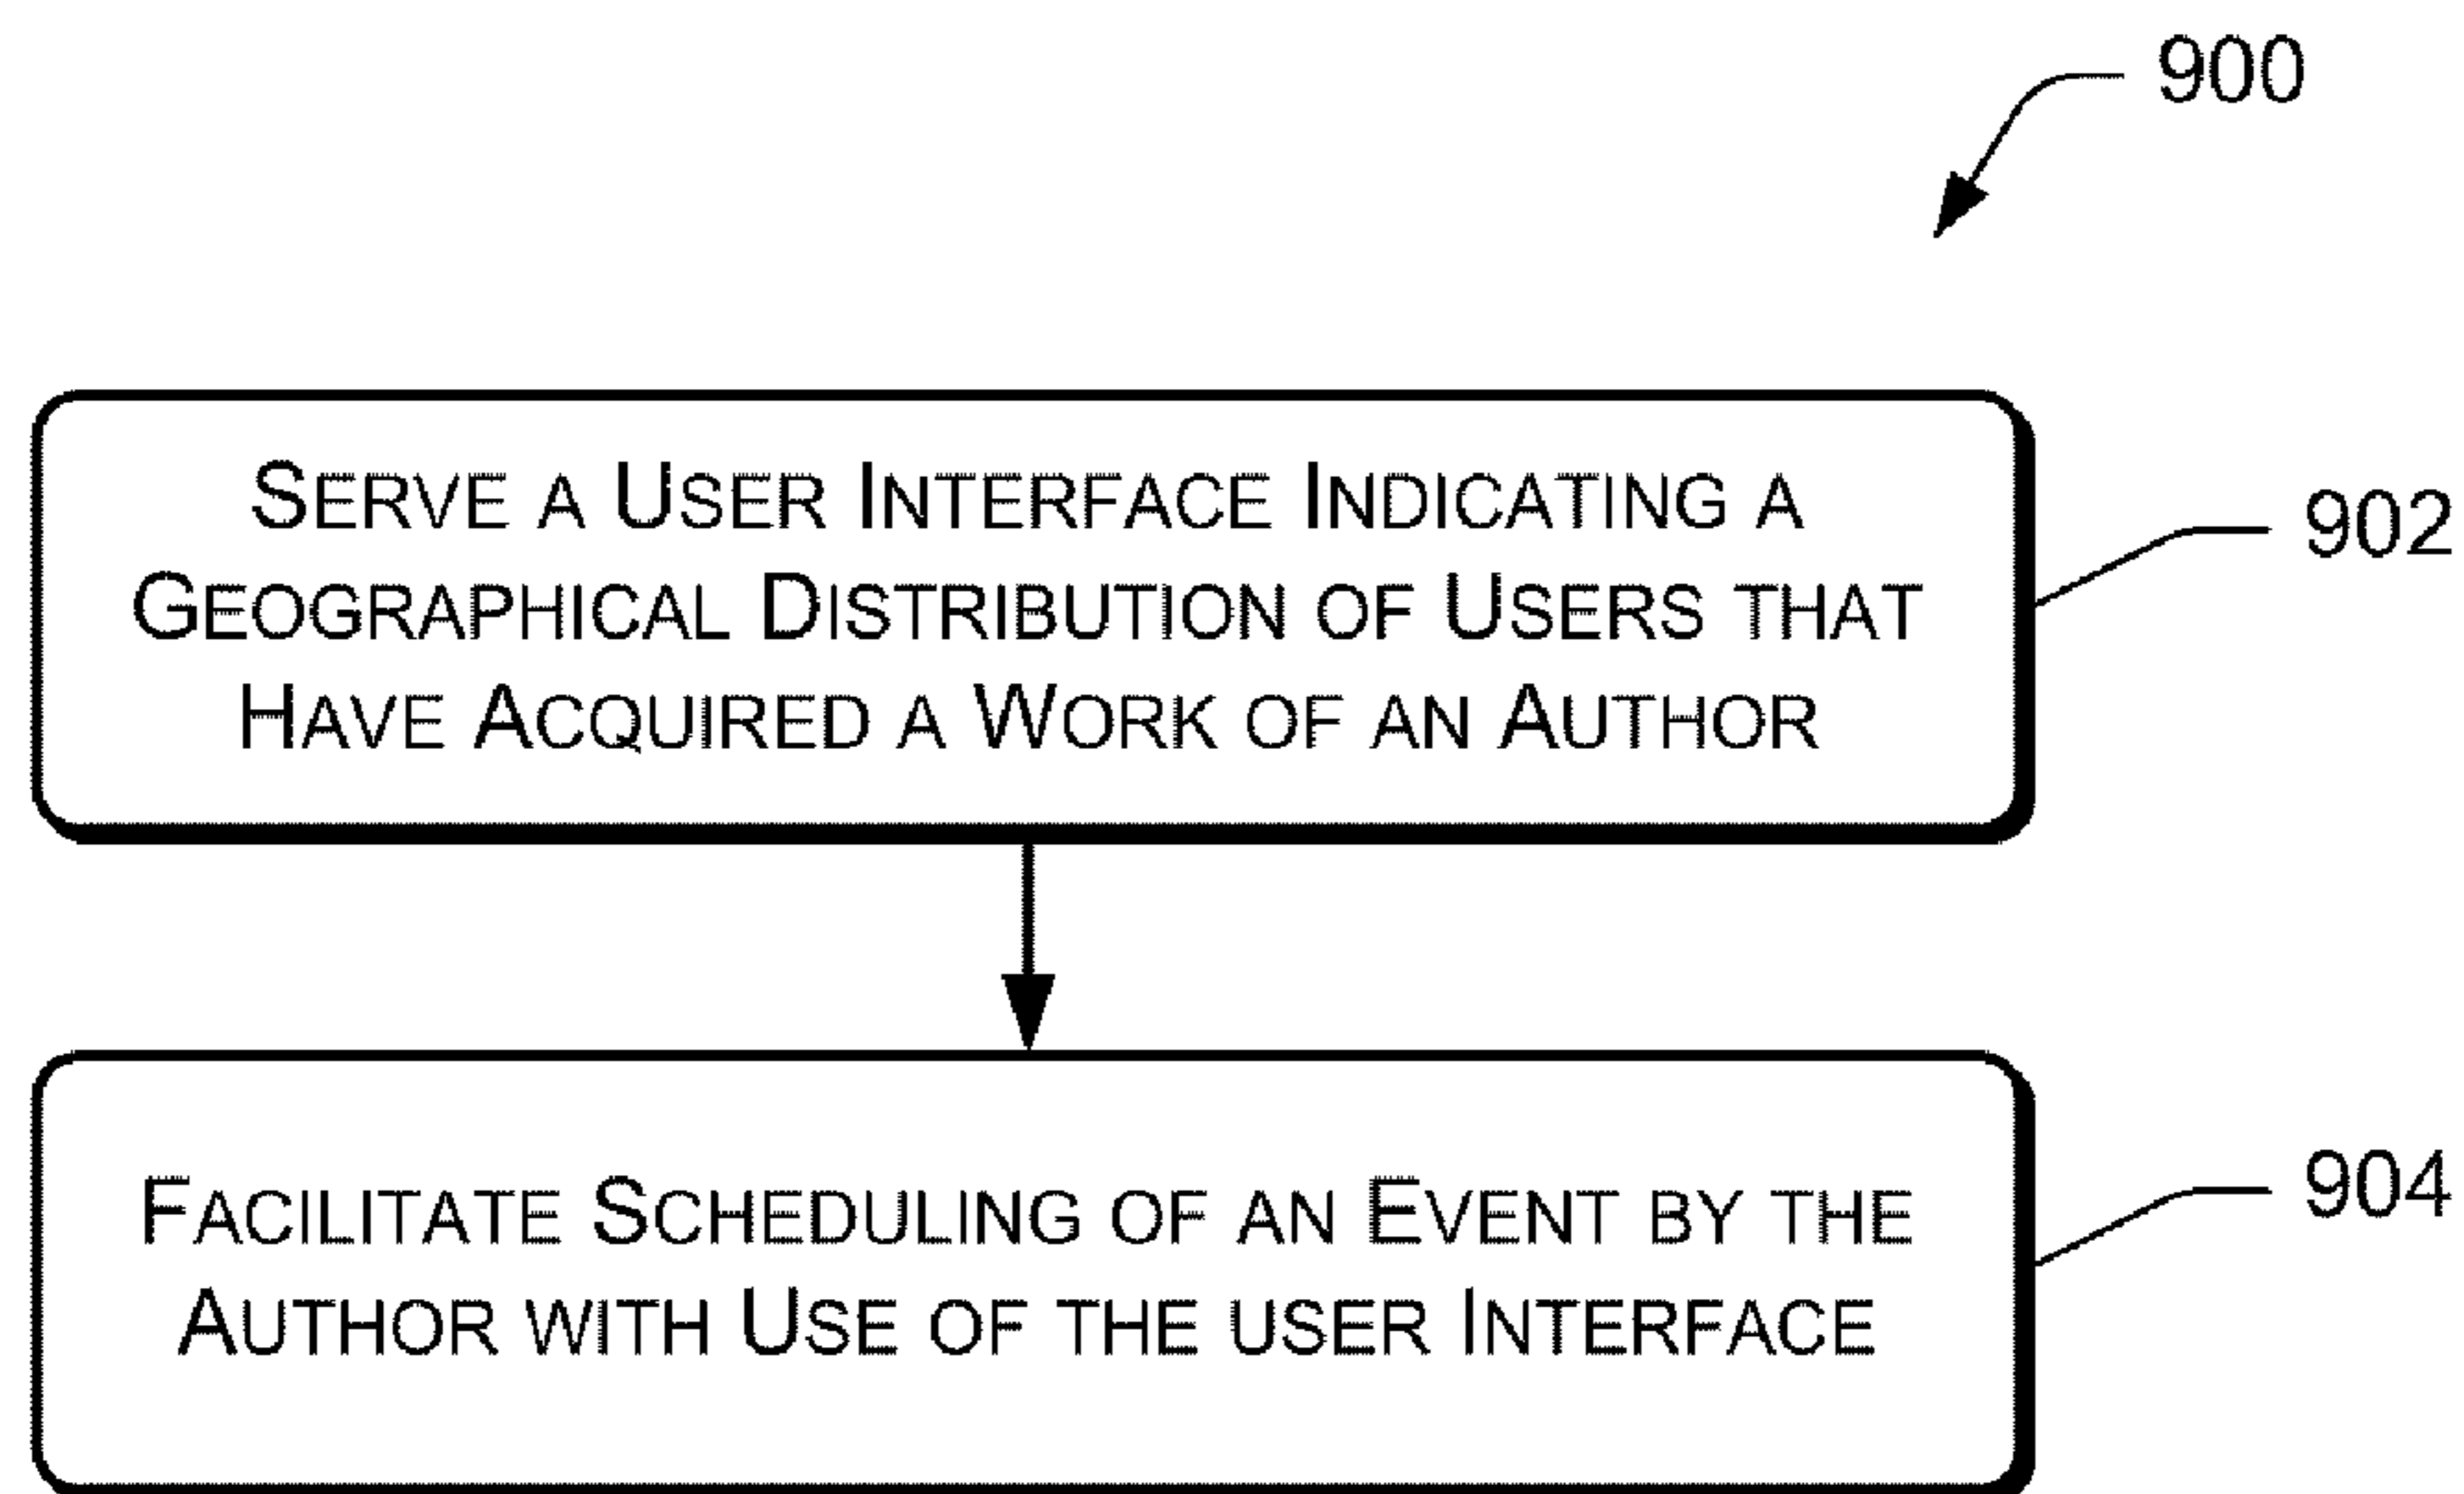 900
SERVE A USER INTERFACE INDICATING A
GEOGRAPHICAL DISTRIBUTION OF USERS THAT
HAVE ACQUIRED A WORK OF AN AUTHOR
902
FACILITATE SCHEDULING OF AN EVENT BY THE
AUTHOR WITH USE OF THE USER INTERFACE
904